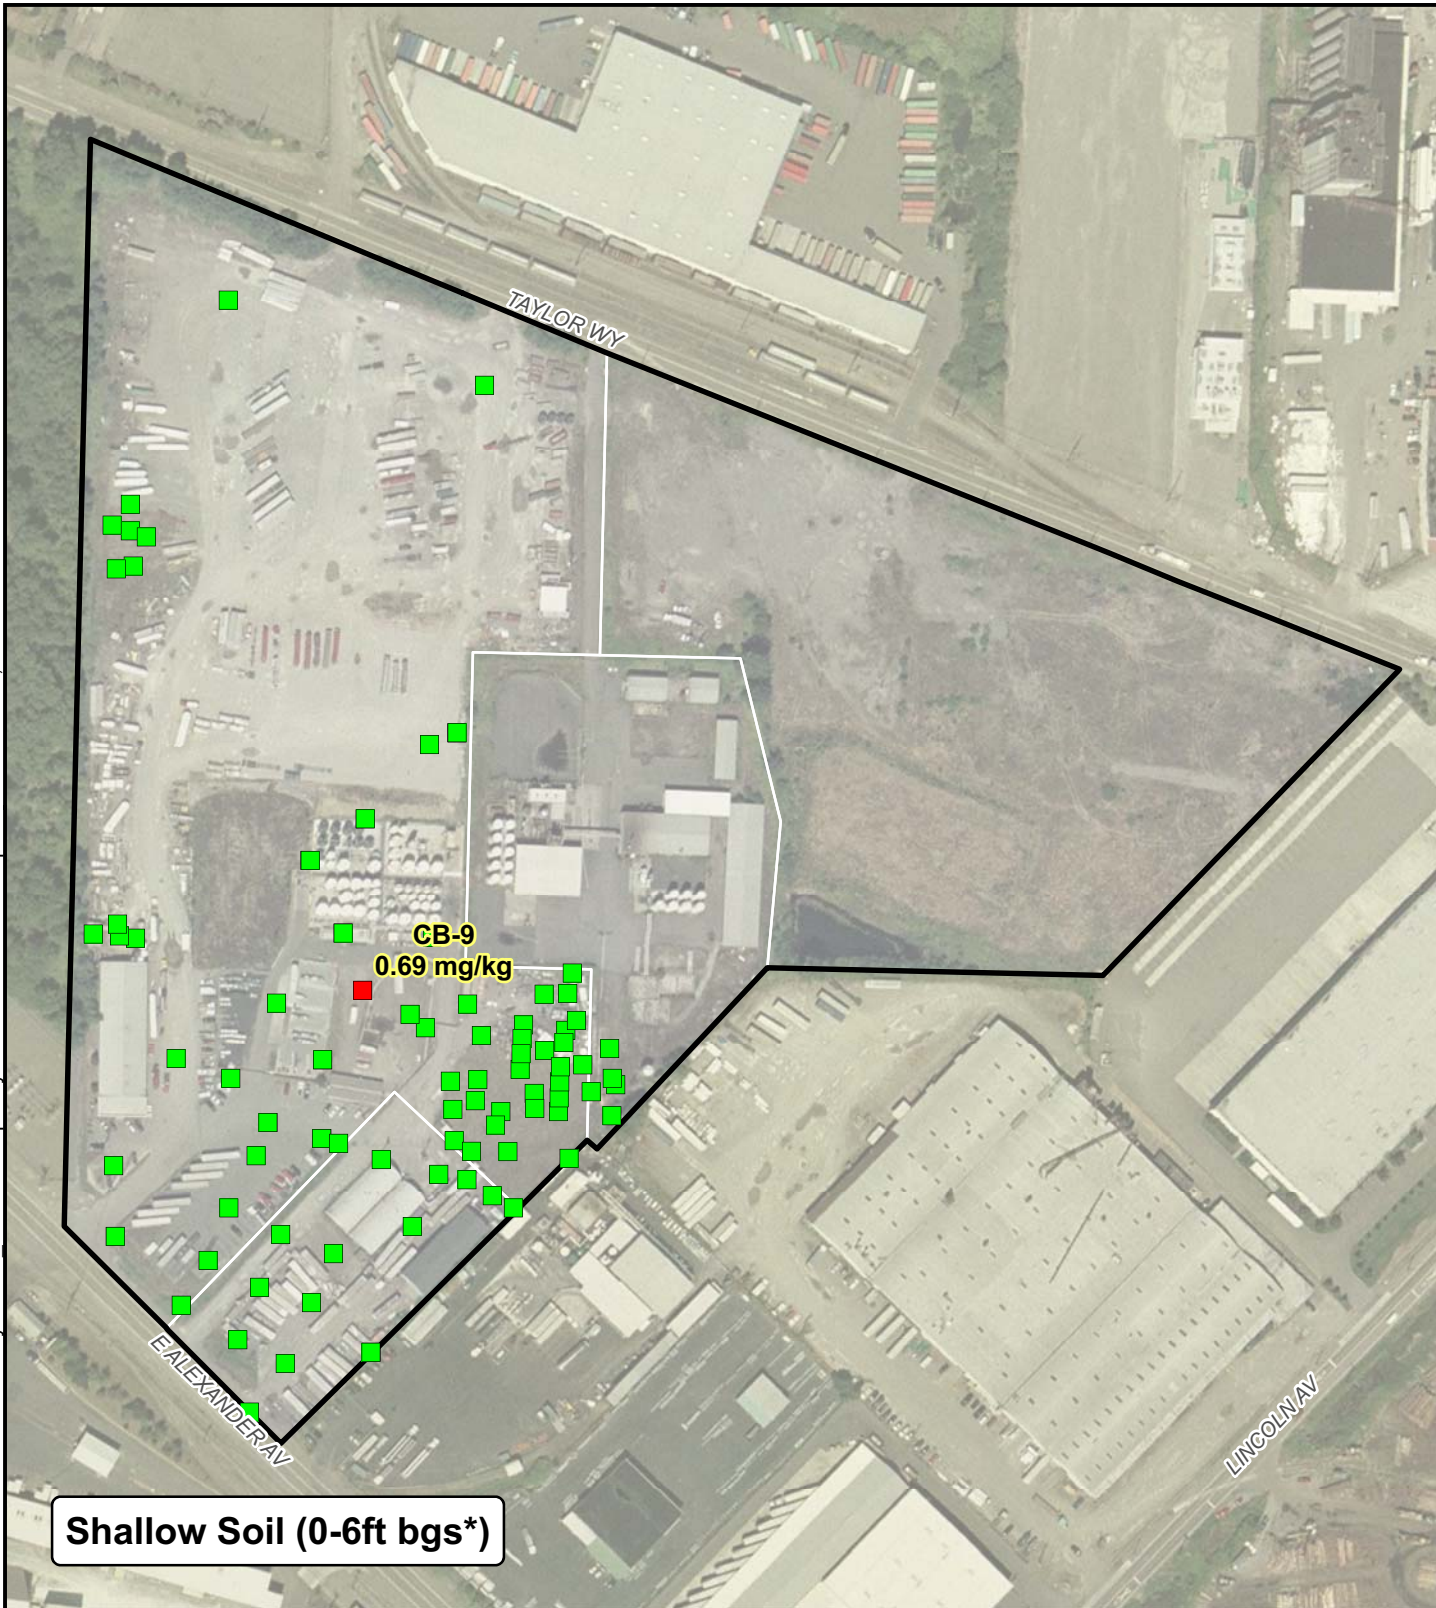 TAYLOR WY
CB-9
0.69 mg/kg
E ALEXANDER AV
LINCOLN AV
Shallow Soil (0-6ft bgs*)